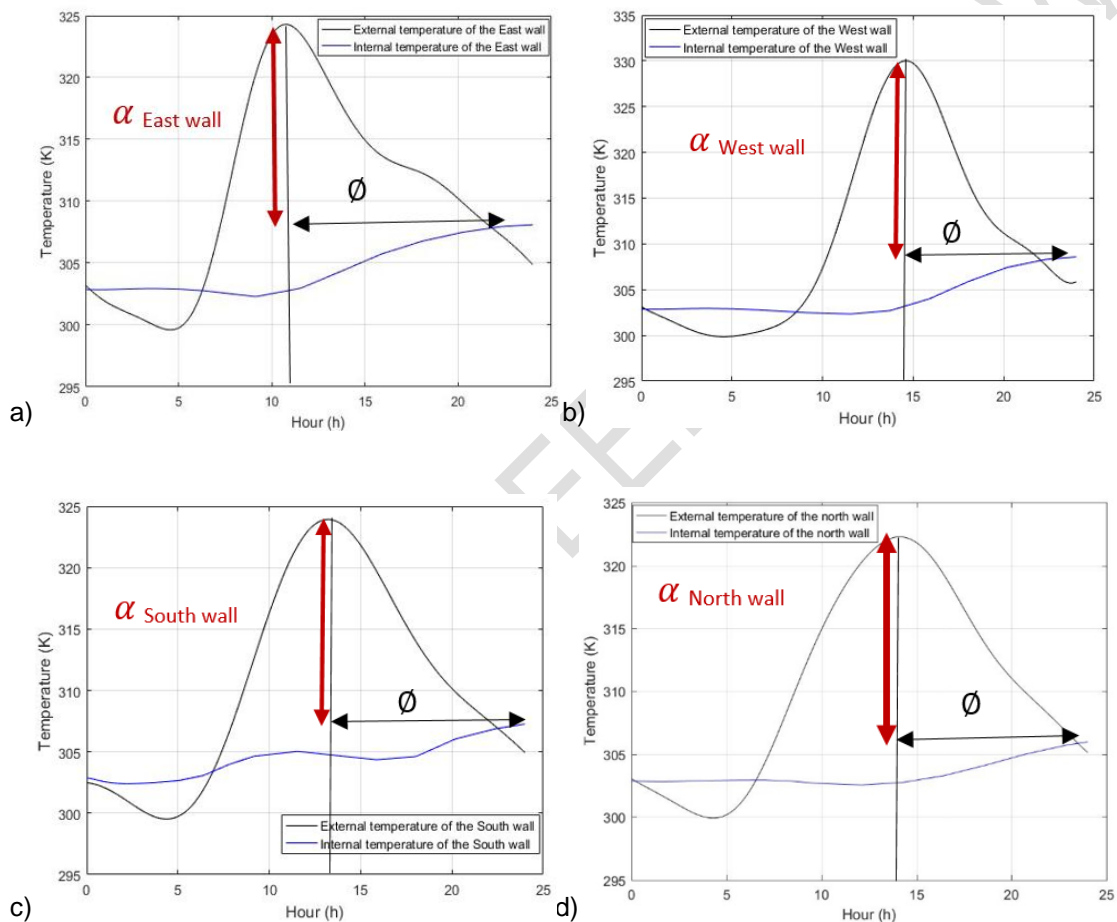 325
320
315
310
305
300
295
Temperature (K)
External temperature of the East wall
Internal temperature of the East wall
α East wall
Ø
0 5 10 15 20 25
Hour (h)
a)
335
330
325
320
315
310
305
300
295
Temperature (K)
External temperature of the West wall
Internal temperature of the West wall
α West wall
Ø
0 5 10 15 20 25
Hour (h)
b)
325
320
315
310
305
300
295
Temperature (K)
α South wall
Ø
External temperature of the South wall
Internal temperature of the South wall
0 5 10 15 20 25
Hour (h)
c)
325
320
315
310
305
300
295
Temperature (K)
External temperature of the north wall
Internal temperature of the north wall
α North wall
Ø
0 5 10 15 20 25
Hour (h)
d)